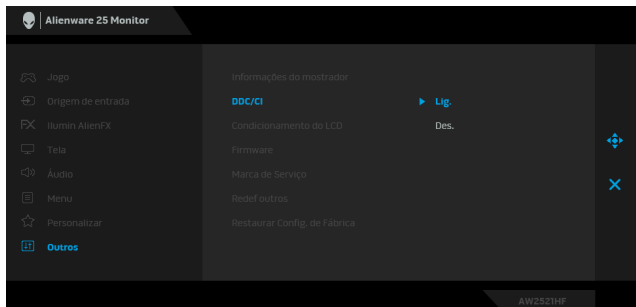 Alienware 25 Monitor
Jogo
Informações do mostrador
Origem de entrada
DDC/CI
Lig.
Ilumin AlienFX
Condicionamento do LCD
Des.
Tela
Firmware
Áudio
Marca de Serviço
Menu
Redef outros
Personalizar
Restaurar Config. de Fábrica
Outros
AW2521HF